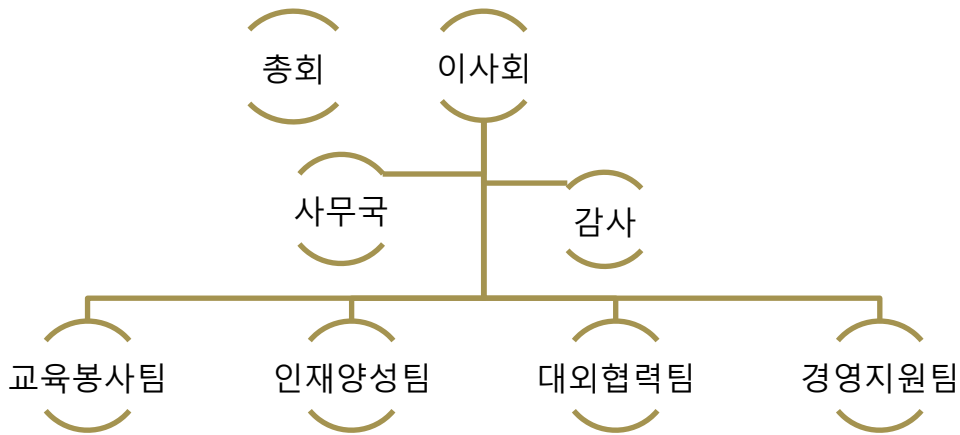 총회
이사회
사무국
감사
교육봉사팀
인재양성팀
대외협력팀
경영지원팀